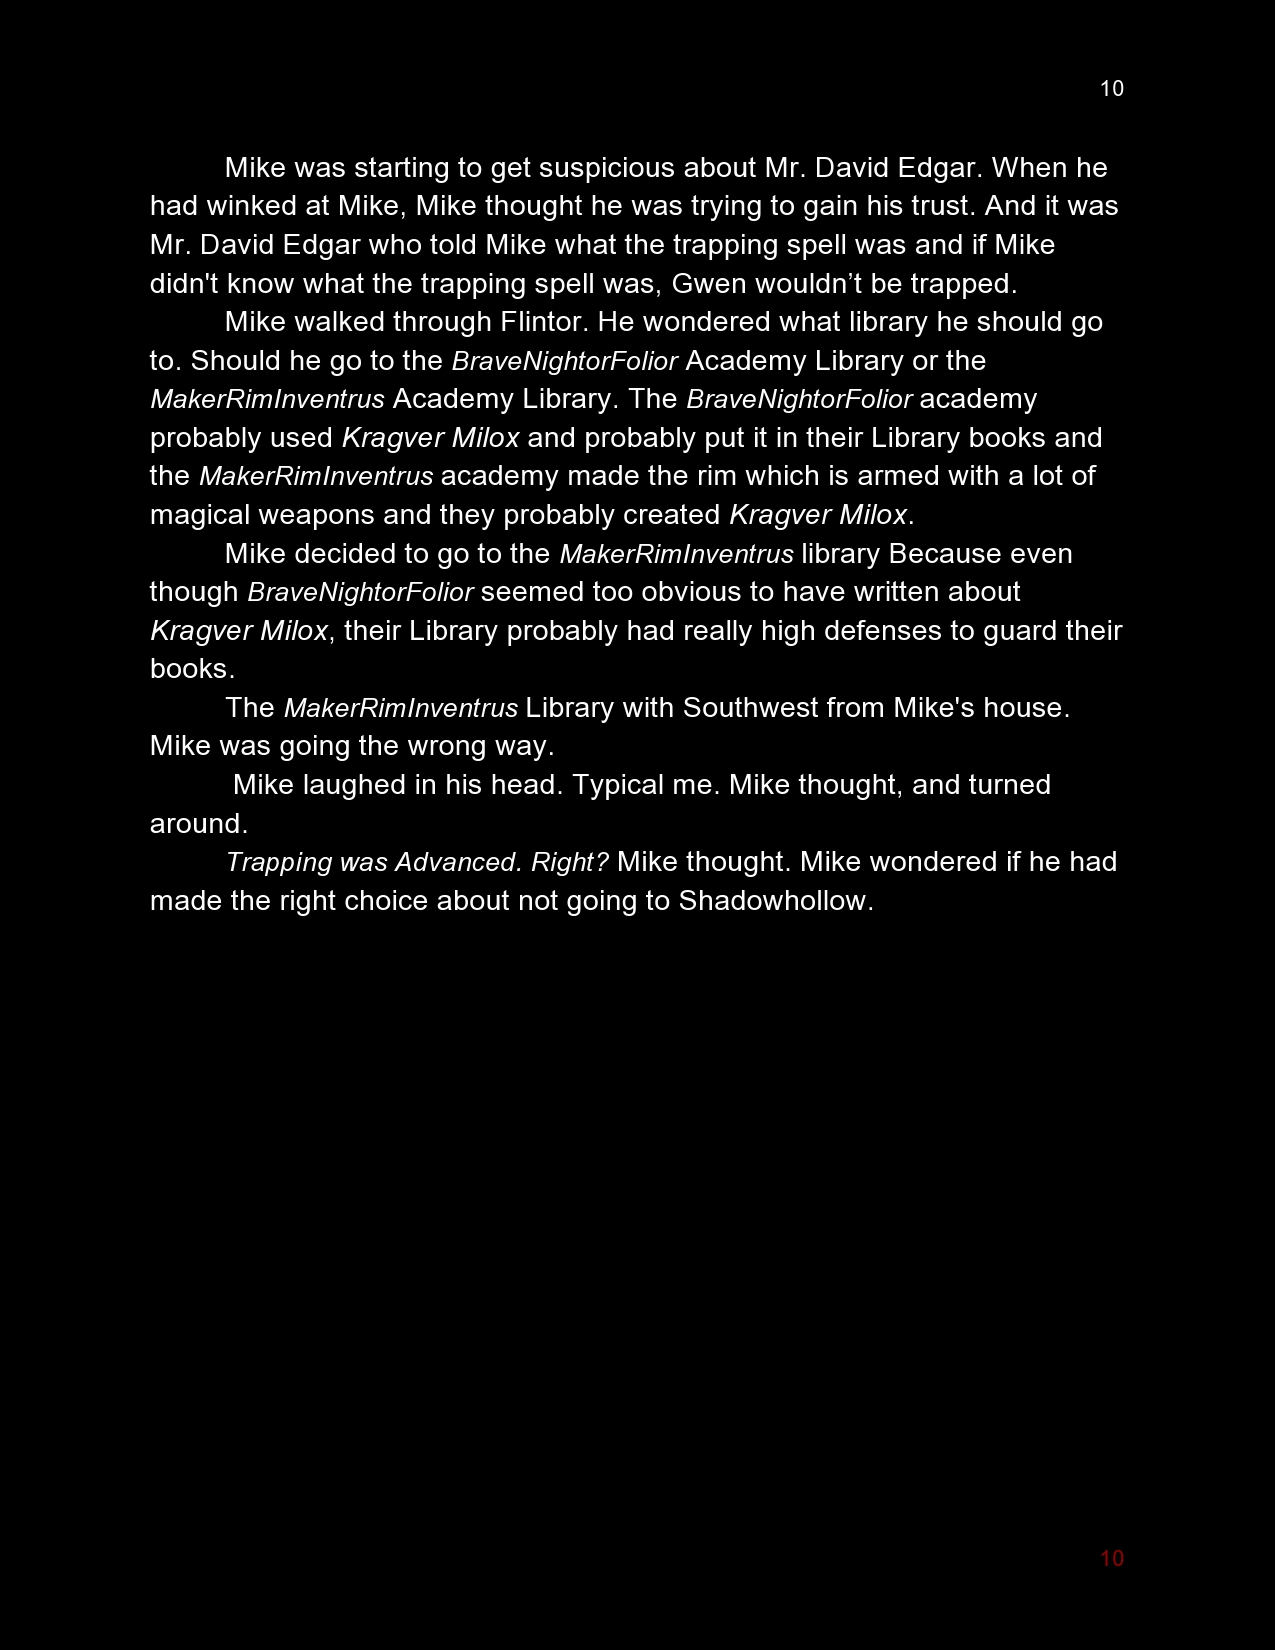 10
Mike was starting to get suspicious about Mr. David Edgar. When he
had winked at Mike, Mike thought he was trying to gain his trust. And it was
Mr. David Edgar who told Mike what the trapping spell was and if Mike
didn't know what the trapping spell was, Gwen wouldn’t be trapped.
Mike walked through Flintor. He wondered what library he should go
to. Should he go to the BraveNightorFolior Academy Library or the
MakerRimInventrus Academy Library. The BraveNightorFolior academy
probably used Kragver Milox and probably put it in their Library books and
the MakerRimInventrus academy made the rim which is armed with a lot of
magical weapons and they probably created Kragver Milox.
Mike decided to go to the MakerRimInventrus library Because even
though BraveNightorFolior seemed too obvious to have written about
Kragver Milox, their Library probably had really high defenses to guard their
books.
The MakerRimInventrus Library with Southwest from Mike's house.
Mike was going the wrong way.
Mike laughed in his head. Typical me. Mike thought, and turned
around.
Trapping was Advanced. Right? Mike thought. Mike wondered if he had
made the right choice about not going to Shadowhollow.
10